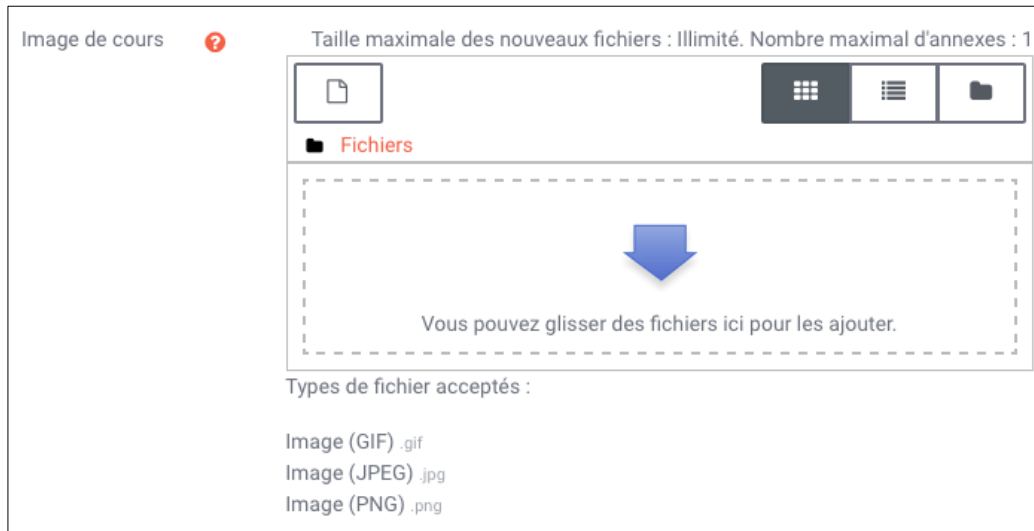 Image de cours
Taille maximale des nouveaux fichiers : Illimité. Nombre maximal d'annexes : 1
Fichiers
Vous pouvez glisser des fichiers ici pour les ajouter.
Types de fichier acceptés :
Image (GIF) .gif
Image (JPEG) .jpg
Image (PNG) .png